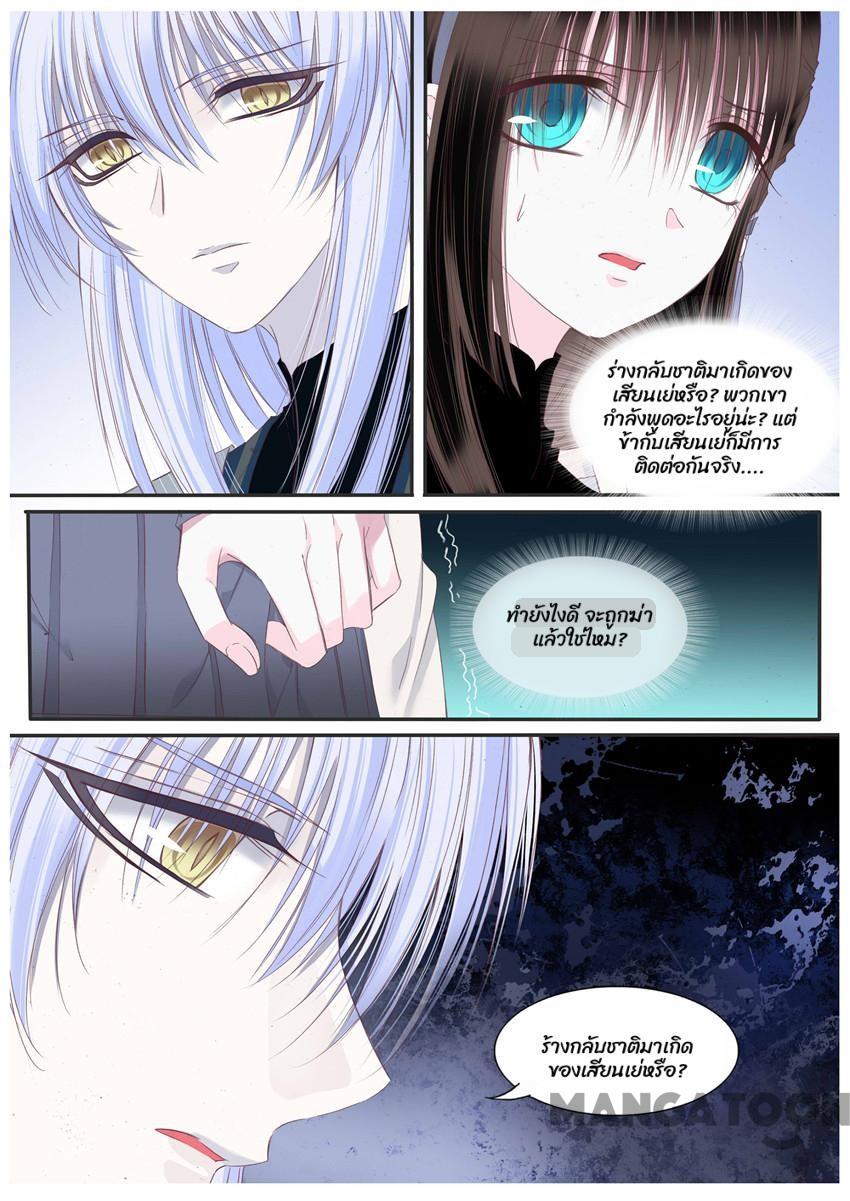 ร่างกลับชาติมาเกิดของ
เสียนเย่หรือ? พวกเขา
กำลังพูดอะไรอยู่น่ะ? แต่
ข้ากับเสียนเย่ก็มีการ
ติดต่อกันจริง....
ทำยังไงดี จะถูกฆ่า
แล้วใช่ไหม?
ร้างกลับชาติมาเกิด
ของเสียนเย่หรือ?
MANGATOON